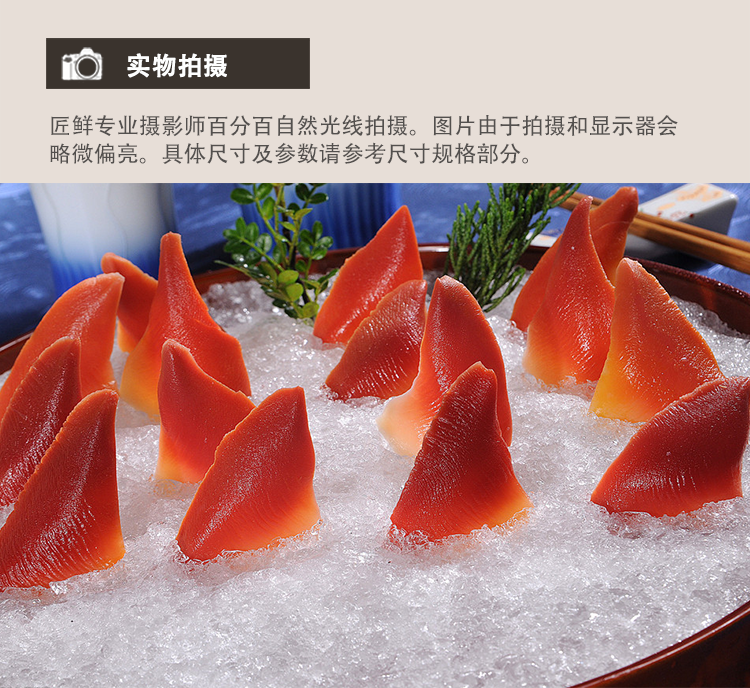 实物拍摄
匠鲜专业摄影师百分百自然光线拍摄。图片由于拍摄和显示器会
略微偏亮。具体尺寸及参数请参考尺寸规格部分。